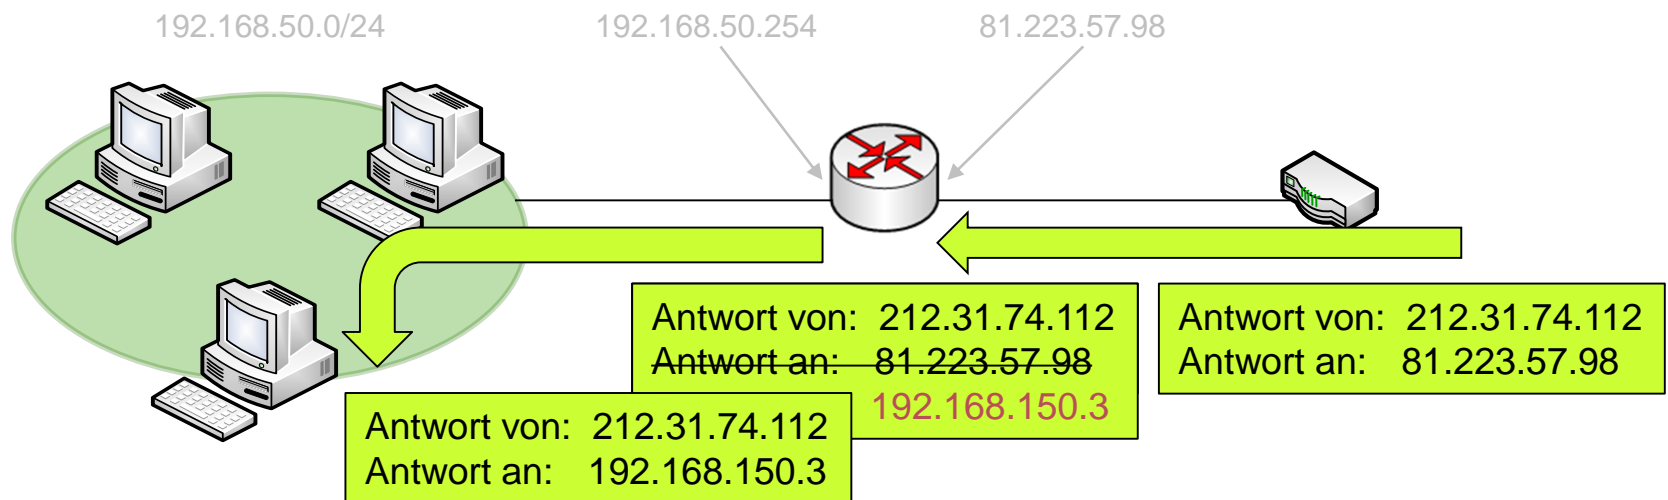 192.168.50.0/24
192.168.50.254
81.223.57.98
Antwort von: 212.31.74.112
Antwort an: 81.223.57.98
192.168.150.3
Antwort von: 212.31.74.112
Antwort an: 81.223.57.98
Antwort von: 212.31.74.112
Antwort an: 192.168.150.3